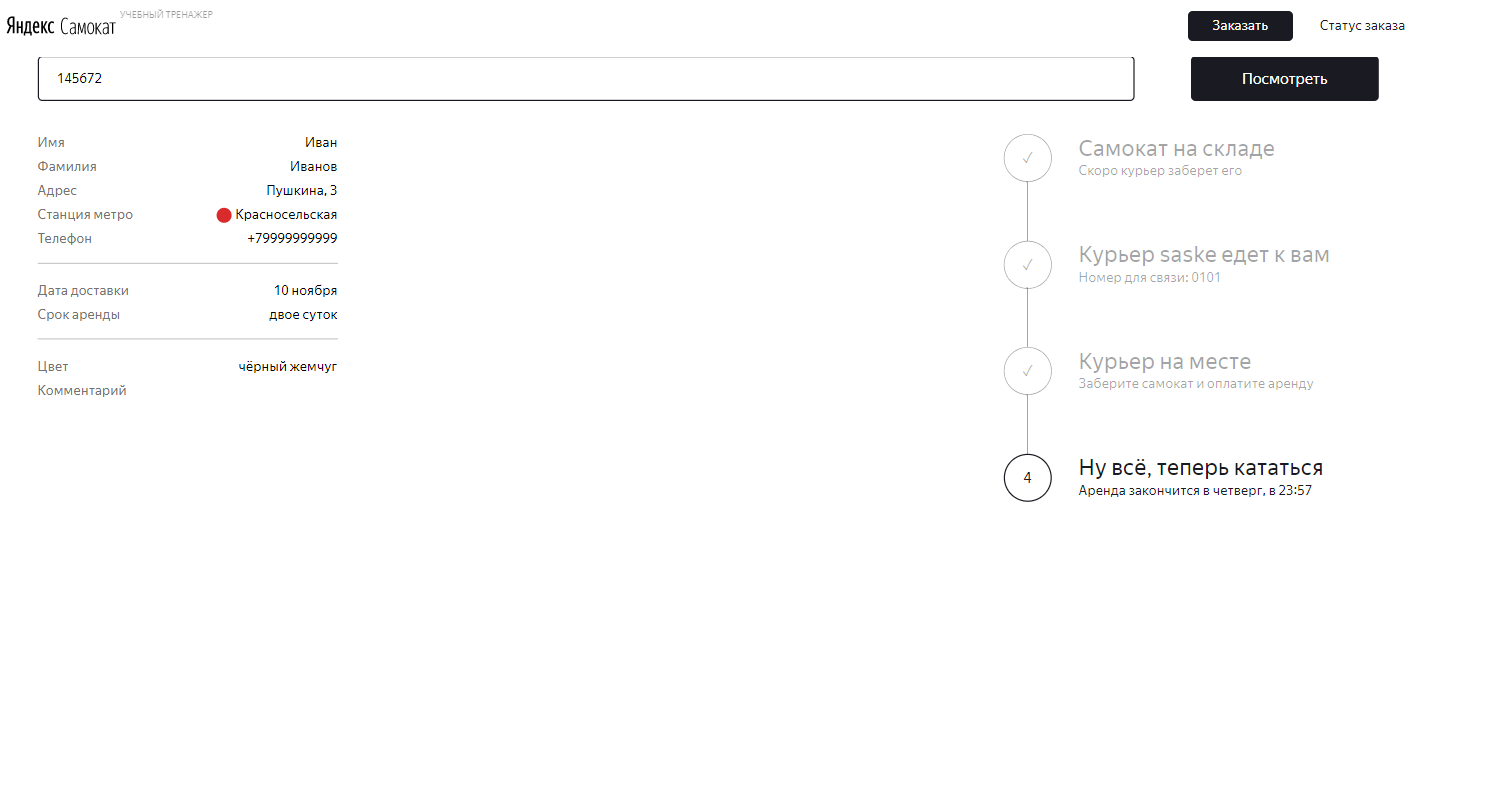 Яндекс Самокат
УЧЕБНЫЙ ТРЕНАЖЕР
Заказать
Статус заказа
145672
Посмотреть
Имя Иван
Фамилия Иванов
Адрес Пушкина, 3
Станция метро Красносельская
Телефон +79999999999
Дата доставки 10 ноября
Срок аренды двое суток
Цвет чёрный жемчуг
Комментарий
Самокат на складе
Скоро курьер заберет его
Курьер saske едет к вам
Номер для связи: 0101
Курьер на месте
Заберите самокат и оплатите аренду
4
Ну всё, теперь кататься
Аренда закончится в четверг, в 23:57